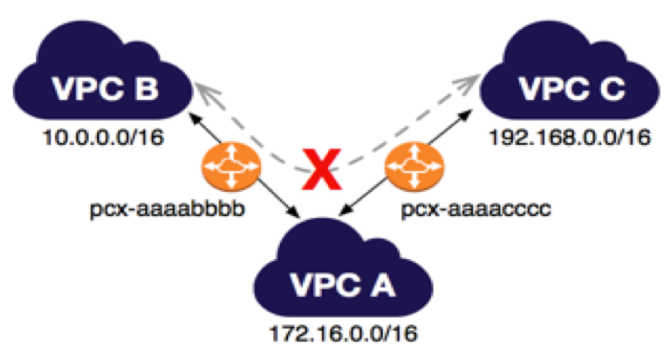 VPC B
VPC C
10.0.0.0/16
192.168.0.0/16
X
pcx-aaaabbbb
pcx-aaaacccc
VPC A
172.16.0.0/16